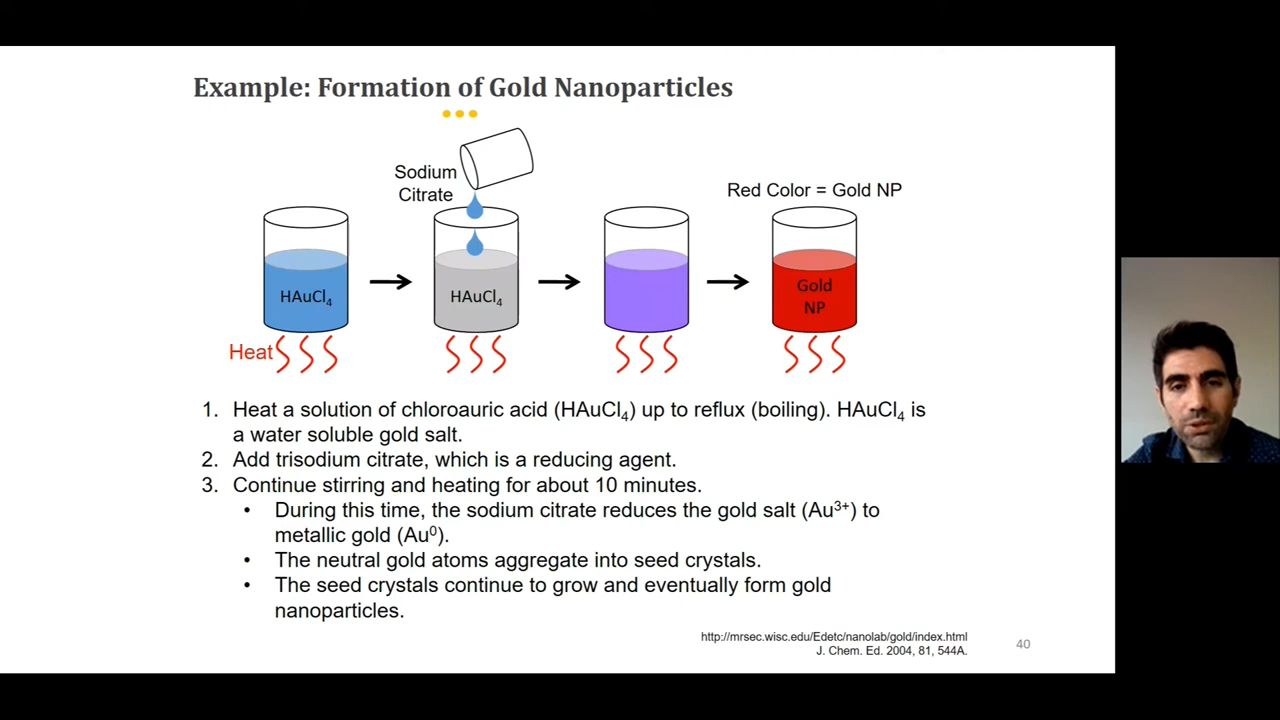 Example: Formation of Gold Nanoparticles
Sodium
Citrate
Red Color = Gold NP
HAuCl₄
HAuCl₄
Gold
NP
Heat
1. Heat a solution of chloroauric acid (HAuCl₄) up to reflux (boiling). HAuCl₄ is
a water soluble gold salt.
2. Add trisodium citrate, which is a reducing agent.
3. Continue stirring and heating for about 10 minutes.
• During this time, the sodium citrate reduces the gold salt (Au³⁺) to
metallic gold (Au⁰).
• The neutral gold atoms aggregate into seed crystals.
• The seed crystals continue to grow and eventually form gold
nanoparticles.
http://mrsec.wisc.edu/Edetc/nanolab/gold/index.html
J. Chem. Ed. 2004, 81, 544A.
40